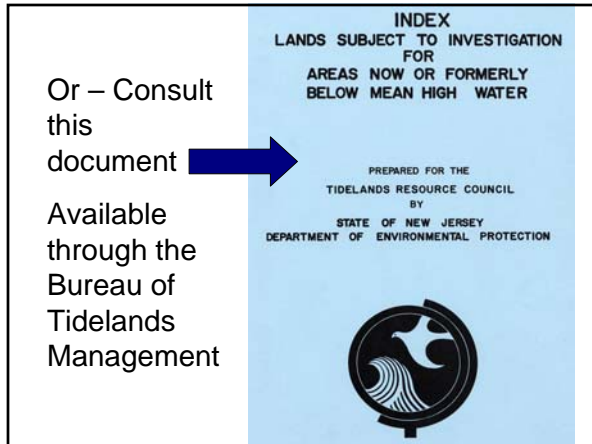 Or – Consult
this
document
Available
through the
Bureau of
Tidelands
Management
INDEX
LANDS SUBJECT TO INVESTIGATION
FOR
AREAS NOW OR FORMERLY
BELOW MEAN HIGH WATER
PREPARED FOR THE
TIDELANDS RESOURCE COUNCIL
BY
STATE OF NEW JERSEY
DEPARTMENT OF ENVIRONMENTAL PROTECTION